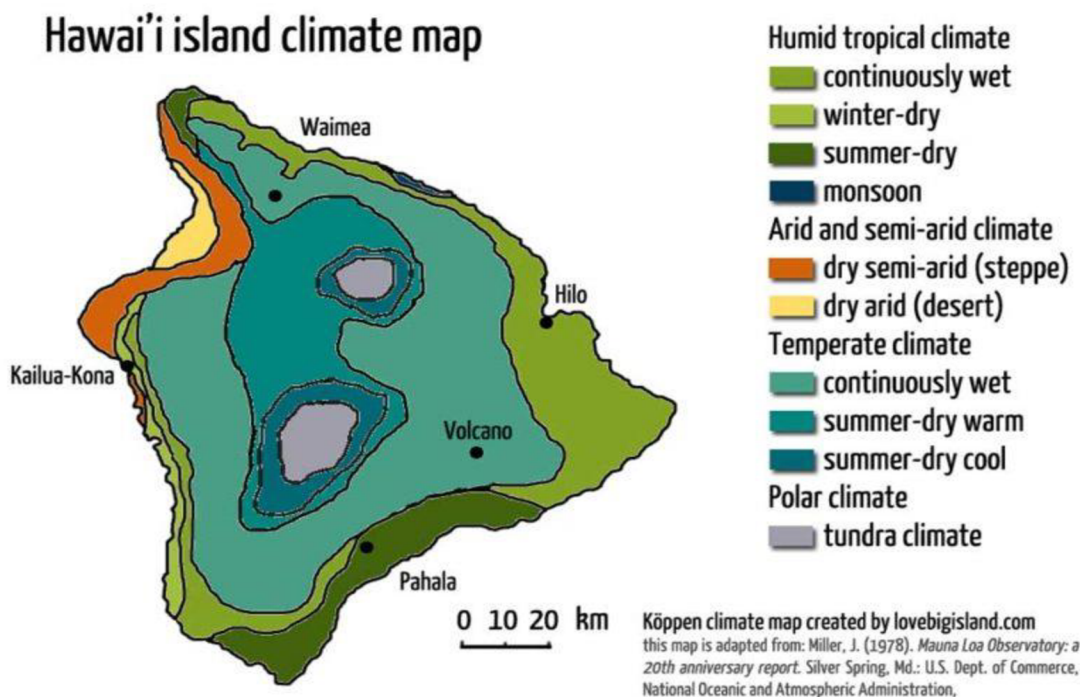 Hawai'i island climate map
Waimea
Hilo
Kailua-Kona
Volcano
Pahala
0 10 20 km
Humid tropical climate
continuously wet
winter-dry
summer-dry
monsoon
Arid and semi-arid climate
dry semi-arid (steppe)
dry arid (desert)
Temperate climate
continuously wet
summer-dry warm
summer-dry cool
Polar climate
tundra climate
Köppen climate map created by lovebigisland.com
this map is adapted from: Miller, J. (1978). Mauna Loa Observatory: a
20th anniversary report. Silver Spring, Md.: U.S. Dept. of Commerce,
National Oceanic and Atmospheric Administration,